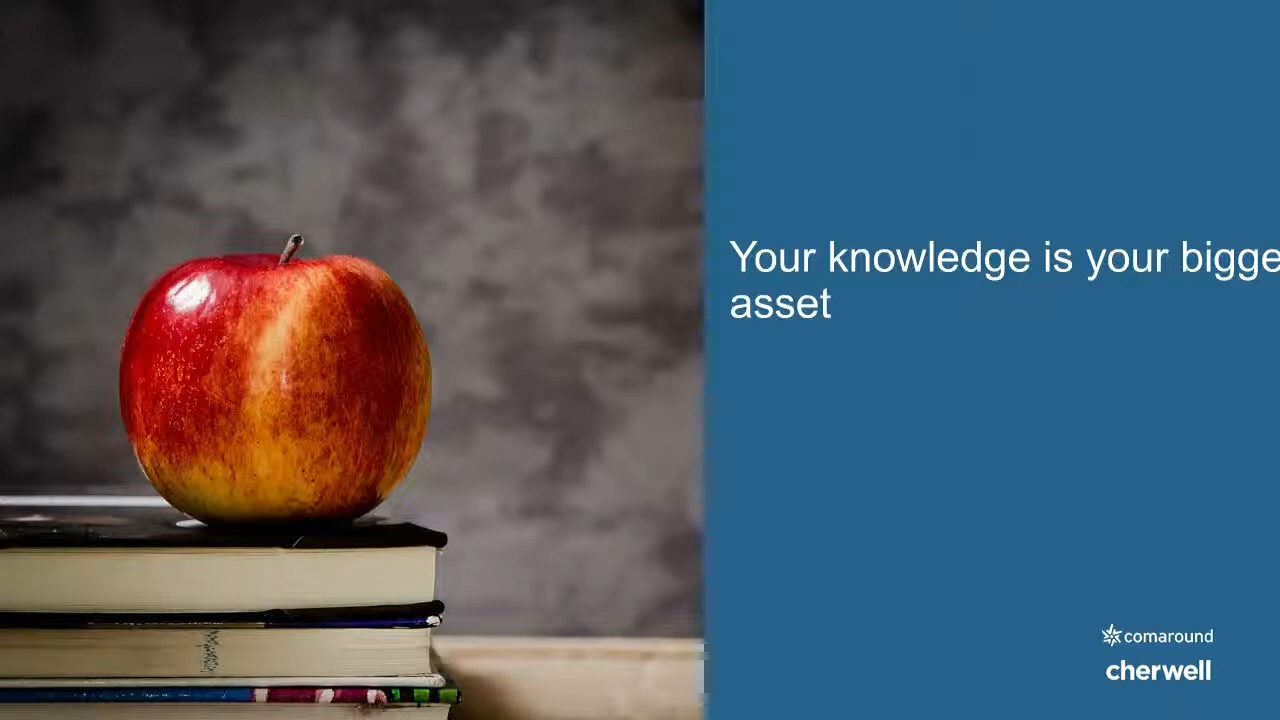 Your knowledge is your bigge
asset
comaround
cherwell